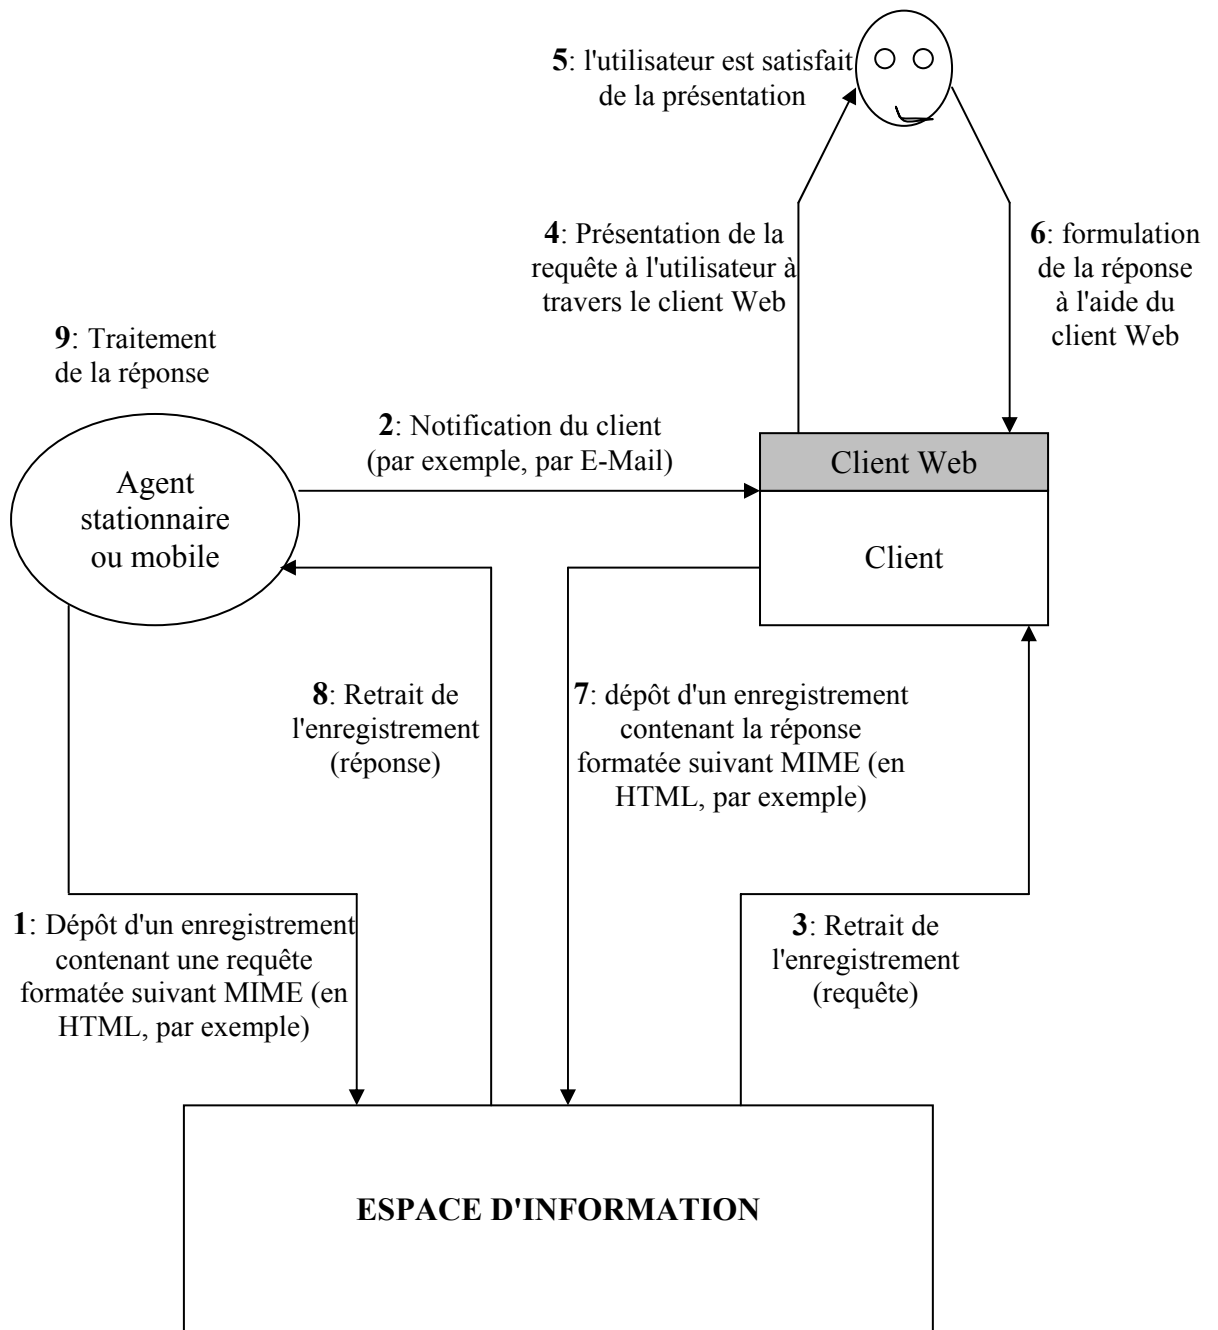 5: l'utilisateur est satisfait
de la présentation
4: Présentation de la
requête à l'utilisateur à
travers le client Web
6: formulation
de la réponse
à l'aide du
client Web
9: Traitement
de la réponse
2: Notification du client
(par exemple, par E-Mail)
Agent
stationnaire
ou mobile
Client Web
Client
8: Retrait de
l'enregistrement
(réponse)
7: dépôt d'un enregistrement
contenant la réponse
formatée suivant MIME (en
HTML, par exemple)
1: Dépôt d'un enregistrement
contenant une requête
formatée suivant MIME (en
HTML, par exemple)
3: Retrait de
l'enregistrement
(requête)
ESPACE D'INFORMATION